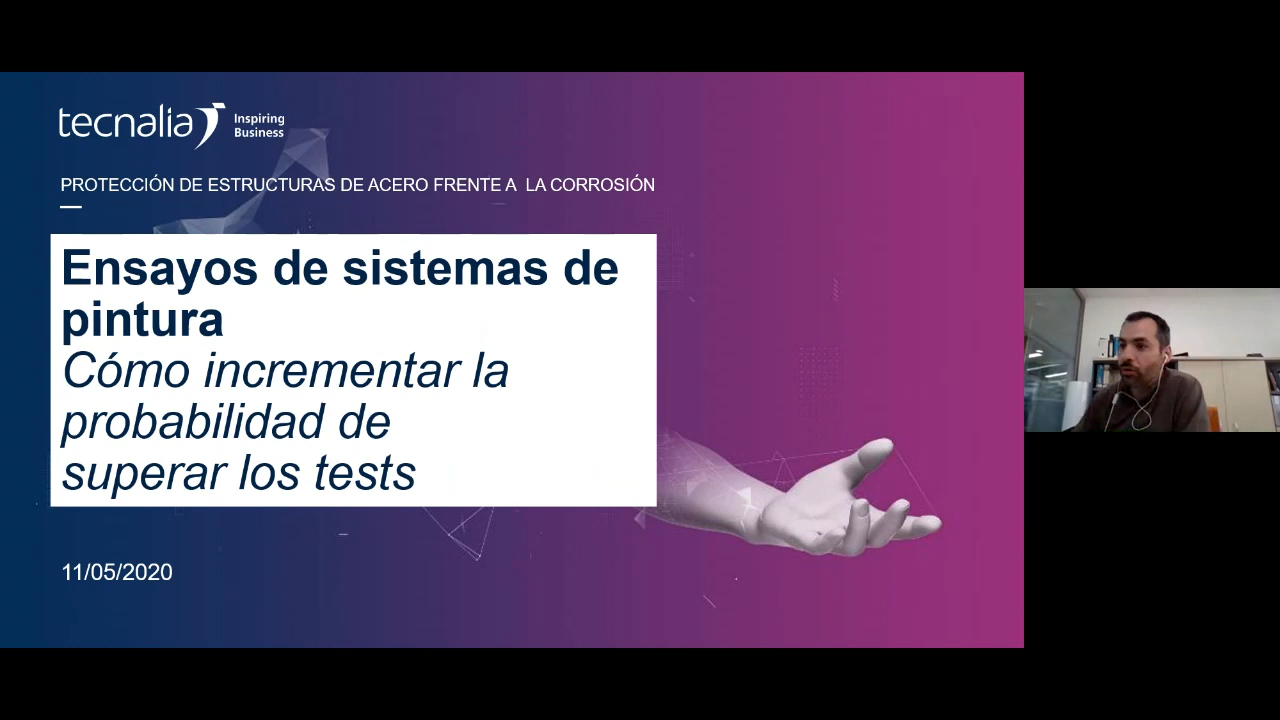 tecnalia Inspiring
Business
PROTECCIÓN DE ESTRUCTURAS DE ACERO FRENTE A  LA CORROSIÓN
Ensayos de sistemas de
pintura
Cómo incrementar la
probabilidad de
superar los tests
11/05/2020